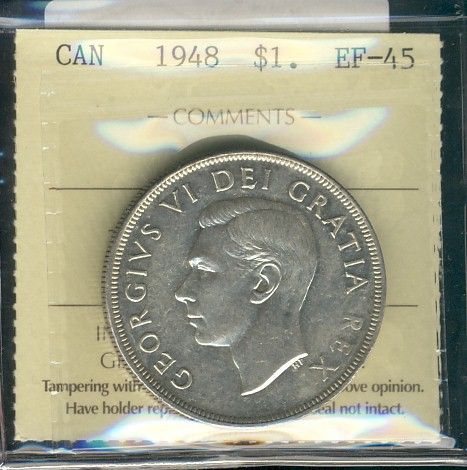 CAN 1948 $1. EF-45
— COMMENTS —
GEORGIVS VI DEI GRATIA REX
HP
Tampering with ove opinion.
Have holder eal not intact.